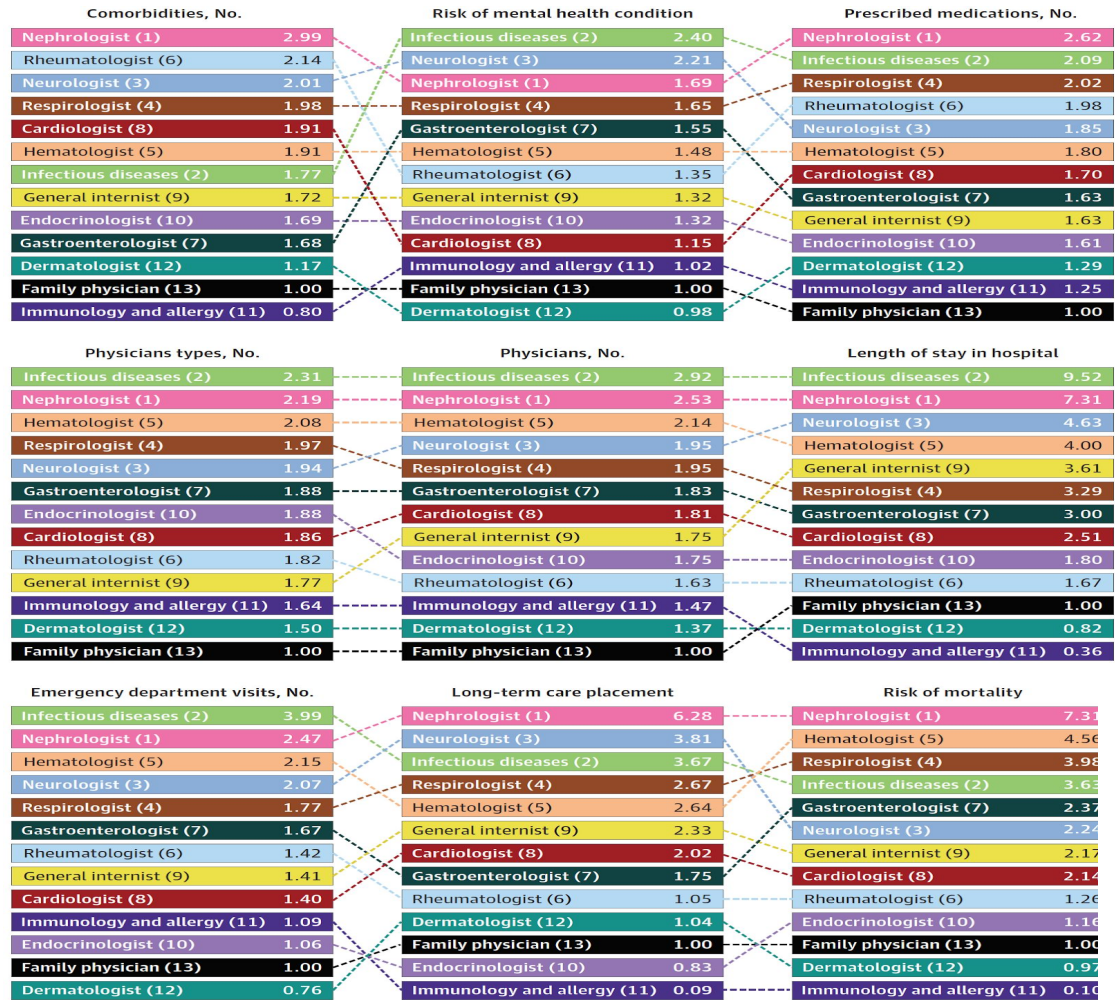 Comorbidities, No.
Nephrologist (1) 2.99
Rheumatologist (6) 2.14
Neurologist (3) 2.01
Respirologist (4) 1.98
Cardiologist (8) 1.91
Hematologist (5) 1.91
Infectious diseases (2) 1.77
General internist (9) 1.72
Endocrinologist (10) 1.69
Gastroenterologist (7) 1.68
Dermatologist (12) 1.17
Family physician (13) 1.00
Immunology and allergy (11) 0.80
Risk of mental health condition
Infectious diseases (2) 2.40
Neurologist (3) 2.21
Nephrologist (1) 1.69
Respirologist (4) 1.65
Gastroenterologist (7) 1.55
Hematologist (5) 1.48
Rheumatologist (6) 1.35
General internist (9) 1.32
Endocrinologist (10) 1.32
Cardiologist (8) 1.15
Immunology and allergy (11) 1.02
Family physician (13) 1.00
Dermatologist (12) 0.98
Prescribed medications, No.
Nephrologist (1) 2.62
Infectious diseases (2) 2.09
Respirologist (4) 2.02
Rheumatologist (6) 1.98
Neurologist (3) 1.85
Hematologist (5) 1.80
Cardiologist (8) 1.70
Gastroenterologist (7) 1.63
General internist (9) 1.63
Endocrinologist (10) 1.61
Dermatologist (12) 1.29
Immunology and allergy (11) 1.25
Family physician (13) 1.00
Physicians types, No.
Infectious diseases (2) 2.31
Nephrologist (1) 2.19
Hematologist (5) 2.08
Respirologist (4) 1.97
Neurologist (3) 1.94
Gastroenterologist (7) 1.88
Endocrinologist (10) 1.88
Cardiologist (8) 1.86
Rheumatologist (6) 1.82
General internist (9) 1.77
Immunology and allergy (11) 1.64
Dermatologist (12) 1.50
Family physician (13) 1.00
Physicians, No.
Infectious diseases (2) 2.92
Nephrologist (1) 2.53
Hematologist (5) 2.14
Neurologist (3) 1.95
Respirologist (4) 1.95
Gastroenterologist (7) 1.83
Cardiologist (8) 1.81
General internist (9) 1.75
Endocrinologist (10) 1.75
Rheumatologist (6) 1.63
Immunology and allergy (11) 1.47
Dermatologist (12) 1.37
Family physician (13) 1.00
Length of stay in hospital
Infectious diseases (2) 9.52
Nephrologist (1) 7.31
Neurologist (3) 4.63
Hematologist (5) 4.00
General internist (9) 3.61
Respirologist (4) 3.29
Gastroenterologist (7) 3.00
Cardiologist (8) 2.51
Endocrinologist (10) 1.80
Rheumatologist (6) 1.67
Family physician (13) 1.00
Dermatologist (12) 0.82
Immunology and allergy (11) 0.36
Emergency department visits, No.
Infectious diseases (2) 3.99
Nephrologist (1) 2.47
Hematologist (5) 2.15
Neurologist (3) 2.07
Respirologist (4) 1.77
Gastroenterologist (7) 1.67
Rheumatologist (6) 1.42
General internist (9) 1.41
Cardiologist (8) 1.40
Immunology and allergy (11) 1.09
Endocrinologist (10) 1.06
Family physician (13) 1.00
Dermatologist (12) 0.76
Long-term care placement
Nephrologist (1) 6.28
Neurologist (3) 3.81
Infectious diseases (2) 3.67
Respirologist (4) 2.67
Hematologist (5) 2.64
General internist (9) 2.33
Cardiologist (8) 2.02
Gastroenterologist (7) 1.75
Rheumatologist (6) 1.05
Dermatologist (12) 1.04
Family physician (13) 1.00
Endocrinologist (10) 0.83
Immunology and allergy (11) 0.09
Risk of mortality
Nephrologist (1) 7.31
Hematologist (5) 4.56
Respirologist (4) 3.98
Infectious diseases (2) 3.63
Gastroenterologist (7) 2.37
Neurologist (3) 2.24
General internist (9) 2.17
Cardiologist (8) 2.14
Rheumatologist (6) 1.26
Endocrinologist (10) 1.16
Family physician (13) 1.00
Dermatologist (12) 0.97
Immunology and allergy (11) 0.10